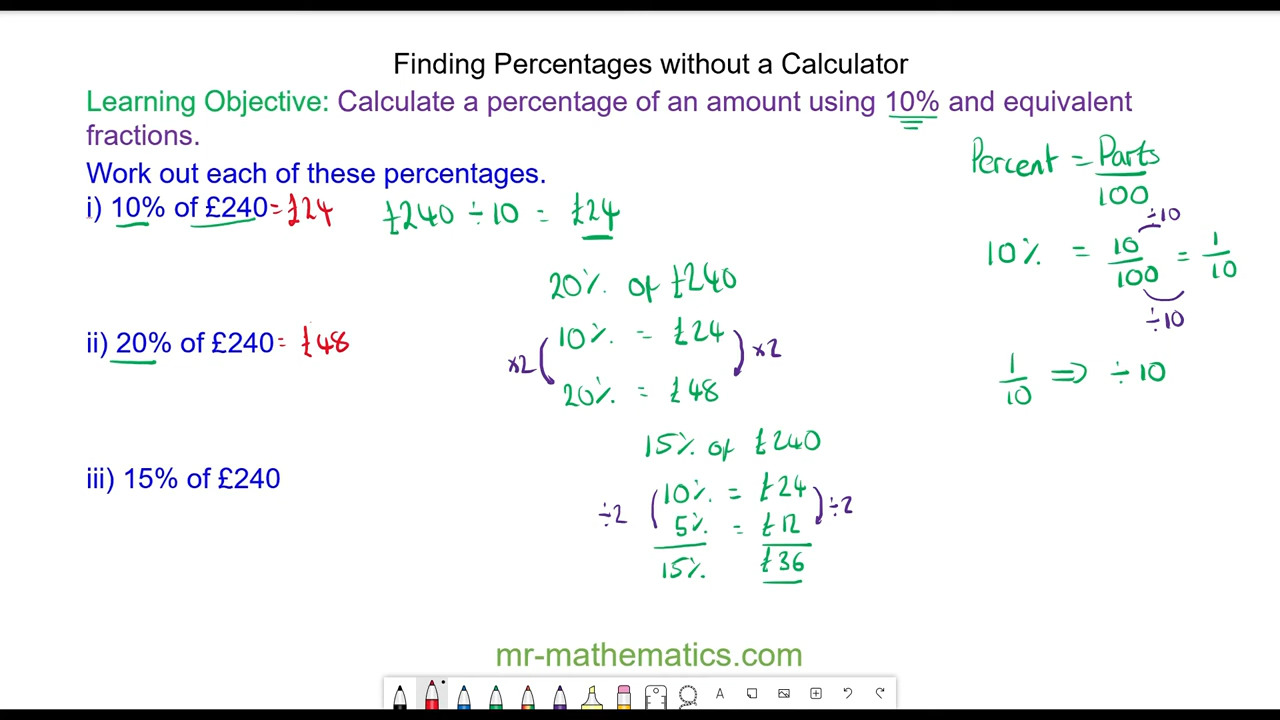 Finding Percentages without a Calculator
Learning Objective: Calculate a percentage of an amount using 10% and equivalent
fractions.
Work out each of these percentages.
i) 10% of £240 = £24
£240 ÷ 10 = £24
20% of £240
10% = £24
×2 ×2
20% = £48
ii) 20% of £240 = £48
15% of £240
10% = £24
÷2 ÷2
5% = £12
15% £36
iii) 15% of £240
Percent = Parts
100
÷10
10% = 10/100 = 1/10
÷10
1/10 ⇒ ÷10
mr-mathematics.com
A